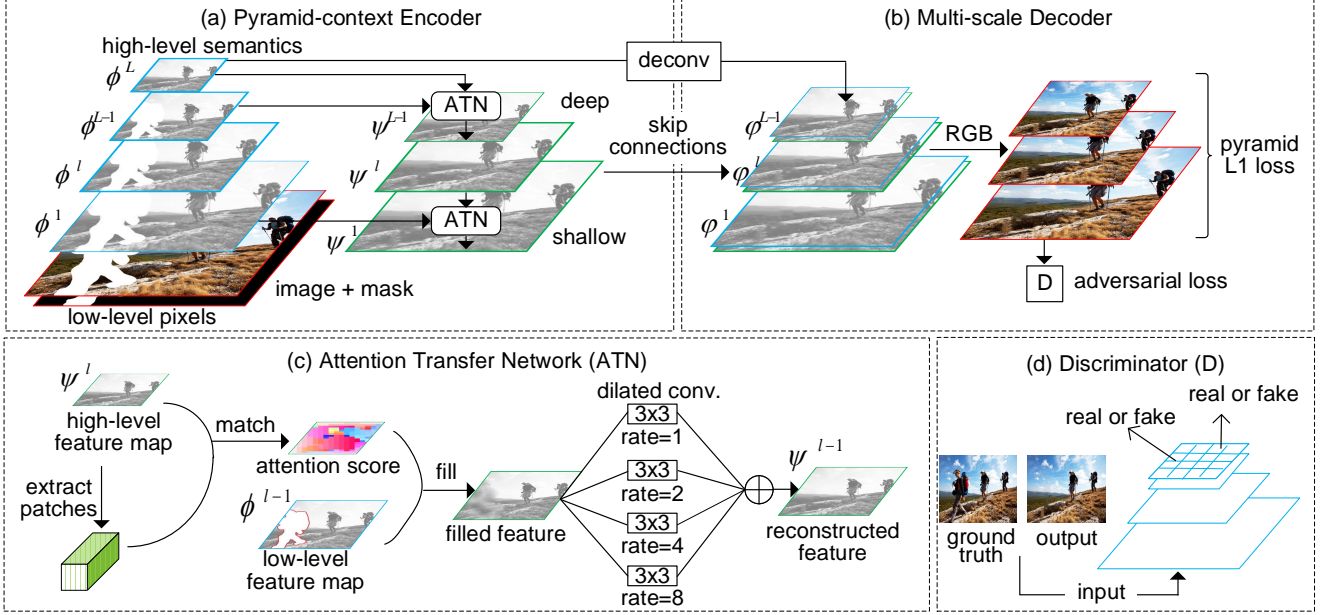 (a) Pyramid-context Encoder
high-level semantics
ϕ^L
ϕ^{L-1}
ϕ^l
ϕ^1
ATN
ψ^{L-1}
deep
ψ^l
ATN
ψ^1
shallow
image + mask
low-level pixels
deconv
skip
connections
(b) Multi-scale Decoder
φ^{L-1}
φ^l
φ^1
RGB
pyramid
L1 loss
D
adversarial loss
(c) Attention Transfer Network (ATN)
ψ^l
high-level
feature map
extract
patches
match
attention score
ϕ^{l-1}
low-level
feature map
fill
filled feature
dilated conv.
3x3
rate=1
3x3
rate=2
3x3
rate=4
3x3
rate=8
ψ^{l-1}
reconstructed
feature
(d) Discriminator (D)
real or fake
real or fake
ground
truth
output
input